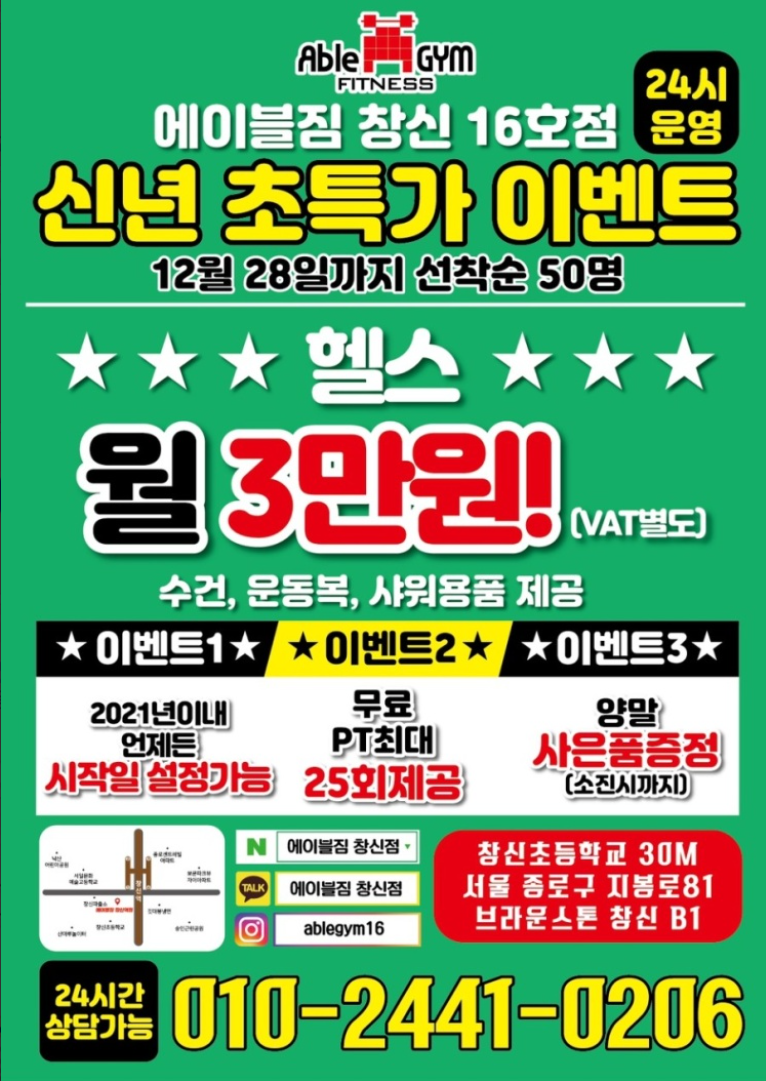 Able GYM
FITNESS
24시
운영
에이블짐 창신 16호점
신년 초특가 이벤트
12월 28일까지 선착순 50명
★ ★ ★ 헬스 ★ ★ ★
월 3만원! (VAT별도)
수건, 운동복, 샤워용품 제공
★ 이벤트1 ★
2021년이내
언제든
시작일 설정가능
★ 이벤트2 ★
무료
PT최대
25회제공
★ 이벤트3 ★
양말
사은품증정
(소진시까지)
창신초등학교
N 에이블짐 창신점
TALK 에이블짐 창신점
ablegym16
창신초등학교 30M
서울 종로구 지봉로81
브라운스톤 창신 B1
24시간
상담가능
010-2441-0206